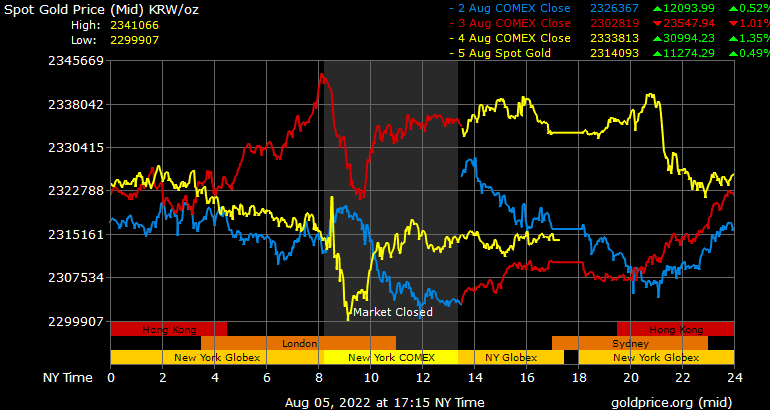 Spot Gold Price (Mid) KRW/oz
High: 2341066
Low: 2299907
- 2 Aug COMEX Close 2326367 ▲12093.99 ▲0.52%
- 3 Aug COMEX Close 2302819 ▼23547.94 ▼1.01%
- 4 Aug COMEX Close 2333813 ▲30994.23 ▲1.35%
- 5 Aug Spot Gold 2314093 ▲11274.29 ▲0.49%
2345669
2338042
2330415
2322788
2315161
2307534
2299907
Market Closed
Hong Kong Hong Kong
London Sydney
New York Globex New York COMEX NY Globex New York Globex
NY Time 0 2 4 6 8 10 12 14 16 18 20 22 24
Aug 05, 2022 at 17:15 NY Time goldprice.org (mid)